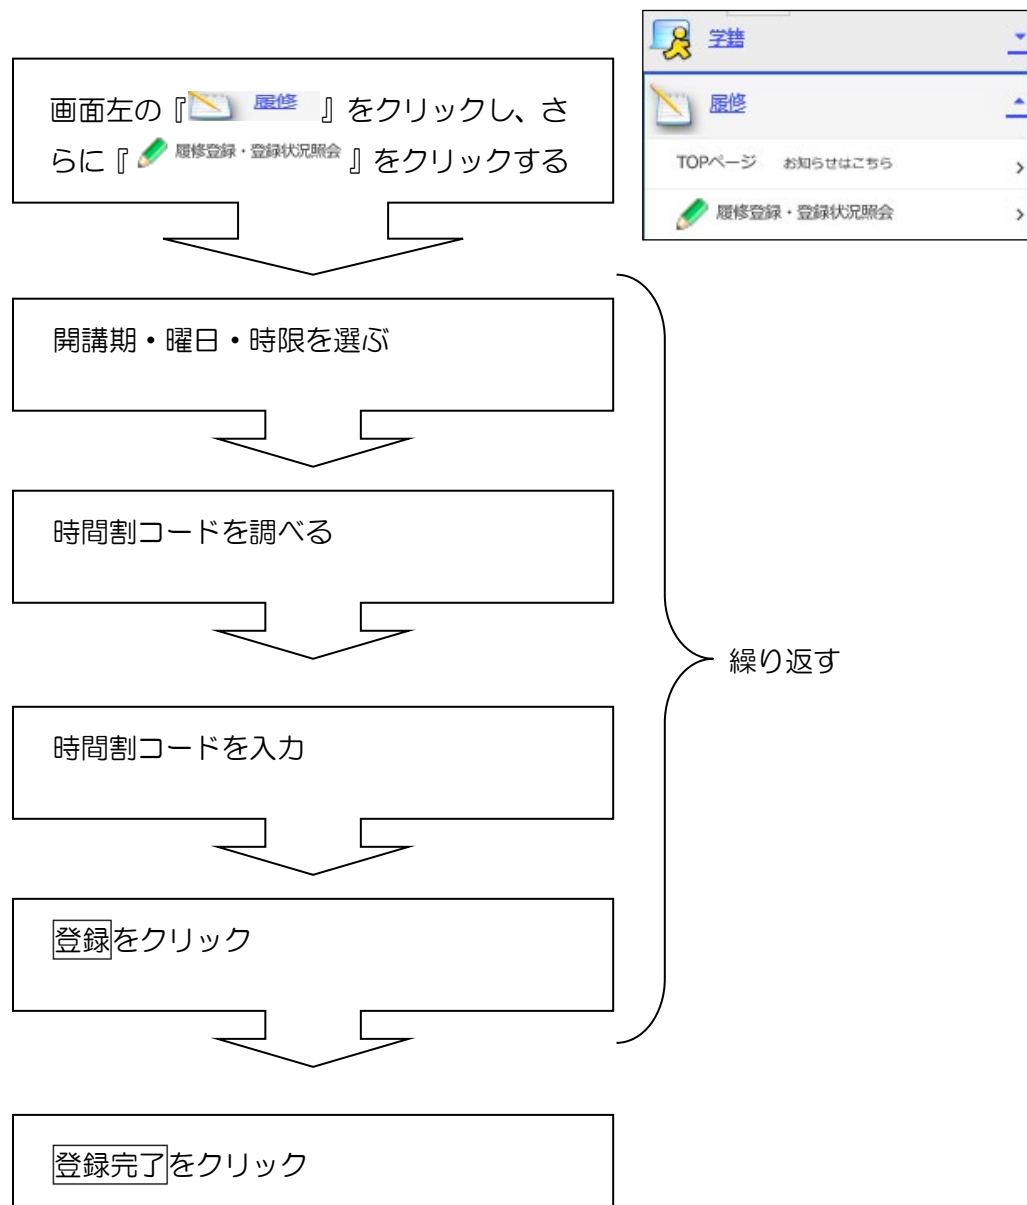 画面左の『 履修 』をクリックし、さ
らに『 履修登録・登録状況照会 』をクリックする
学籍
履修
TOPページ お知らせはこちら
履修登録・登録状況照会
開講期・曜日・時限を選ぶ
時間割コードを調べる
繰り返す
時間割コードを入力
登録をクリック
登録完了をクリック